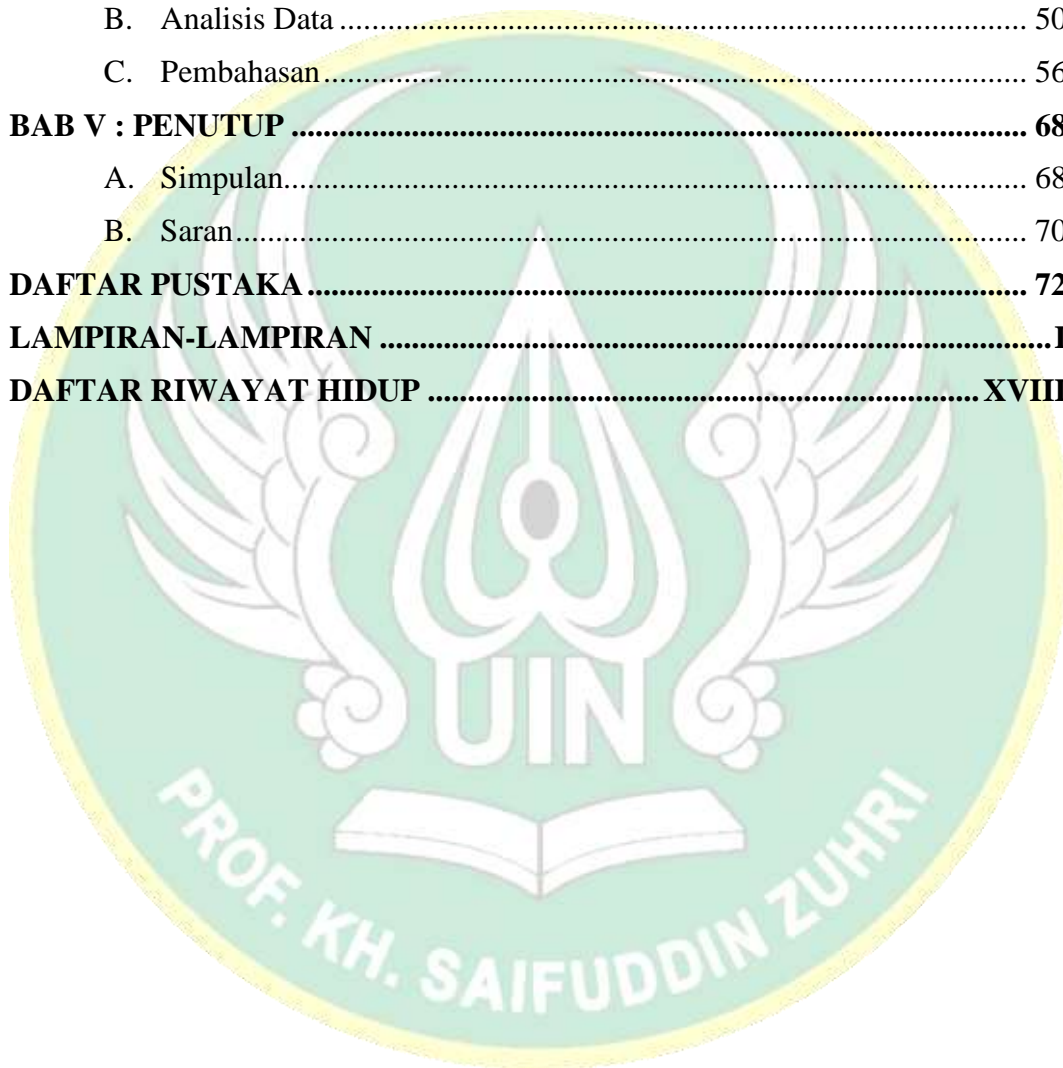 B. Analisis Data ........................................................................................................ 50
C. Pembahasan .......................................................................................................... 56
BAB V : PENUTUP ............................................................................................... 68
A. Simpulan................................................................................................................ 68
B. Saran....................................................................................................................... 70
DAFTAR PUSTAKA ............................................................................................. 72
LAMPIRAN-LAMPIRAN ...................................................................................... I
DAFTAR RIWAYAT HIDUP ......................................................................... XVIII
UIN
PROF. KH. SAIFUDDIN ZUHRI